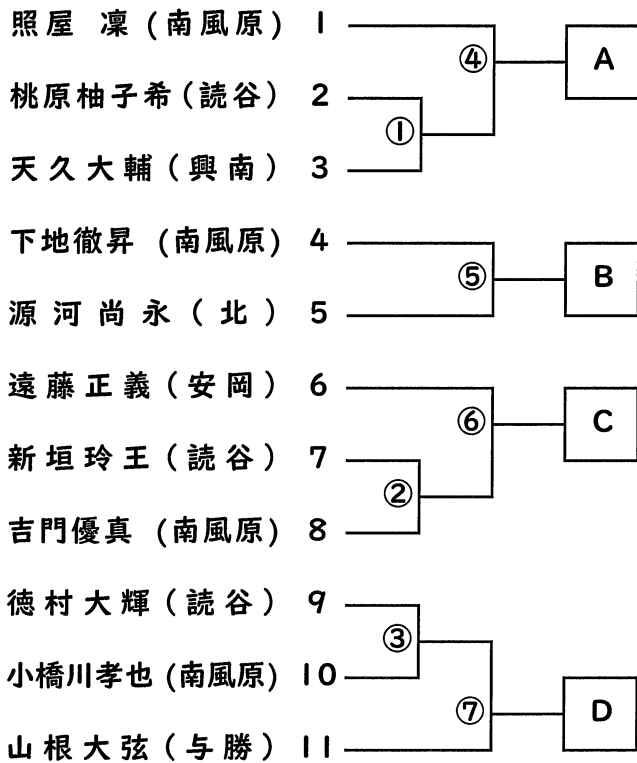 照屋 凜 (南風原) 1
④ A
桃原柚子希 (読谷) 2
①
天久大輔 (興南) 3
下地徹昇 (南風原) 4
⑤ B
源河尚永 (北) 5
遠藤正義 (安岡) 6
⑥ C
新垣玲王 (読谷) 7
②
吉門優真 (南風原) 8
徳村大輝 (読谷) 9
③
小橋川孝也 (南風原) 10
⑦ D
山根大弦 (与勝) 11